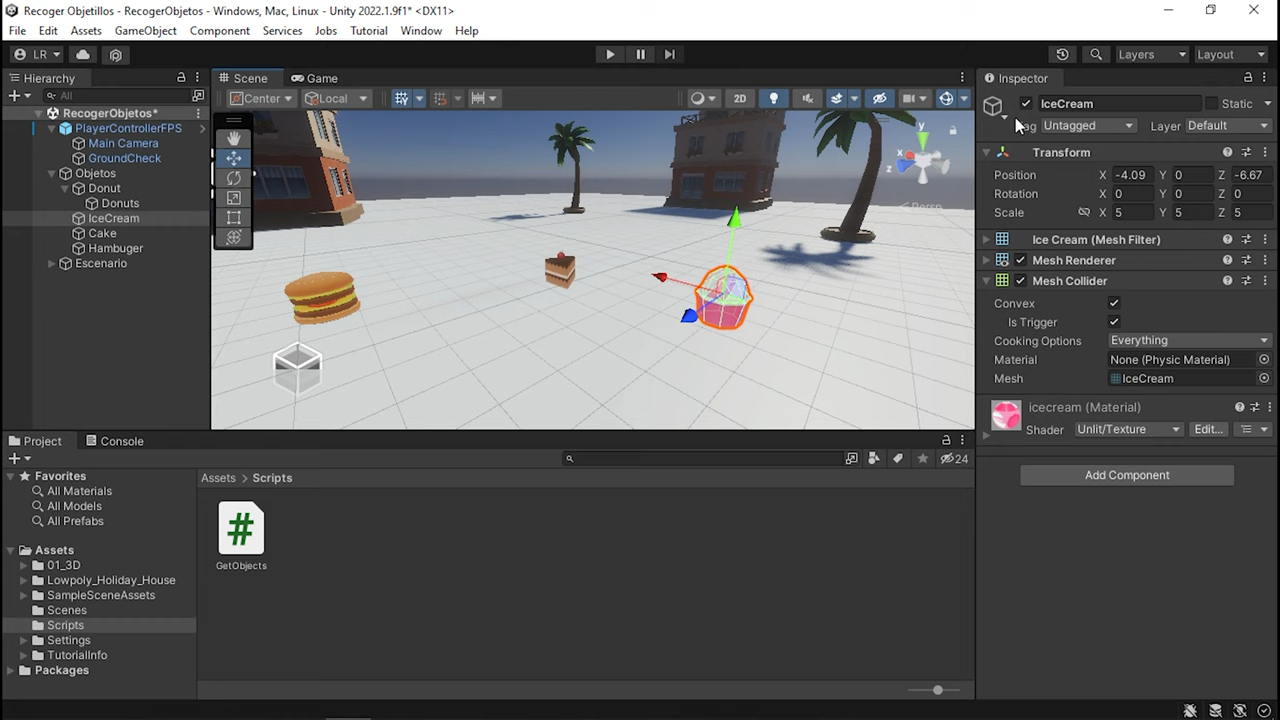 Recoger Objetillos - RecogerObjetos - Windows, Mac, Linux - Unity 2022.1.9f1* <DX11>
File Edit Assets GameObject Component Services Jobs Tutorial Window Help
LR Layers Layout
Hierarchy
All
RecogerObjetos*
PlayerControllerFPS
Main Camera
GroundCheck
Objetos
Donut
Donuts
IceCream
Cake
Hambuger
Escenario
Scene Game
Center Local 2D
y
x
z
< Persp
Inspector
IceCream Static
Tag Untagged Layer Default
Transform
Position X -4.09 Y 0 Z -6.67
Rotation X 0 Y 0 Z 0
Scale X 5 Y 5 Z 5
Ice Cream (Mesh Filter)
Mesh Renderer
Mesh Collider
Convex
Is Trigger
Cooking Options Everything
Material None (Physic Material)
Mesh IceCream
icecream (Material)
Shader Unlit/Texture Edit...
Add Component
Project Console
24
Favorites
All Materials
All Models
All Prefabs
Assets
01_3D
Lowpoly_Holiday_House
SampleSceneAssets
Scenes
Scripts
Settings
TutorialInfo
Packages
Assets > Scripts
#
GetObjects